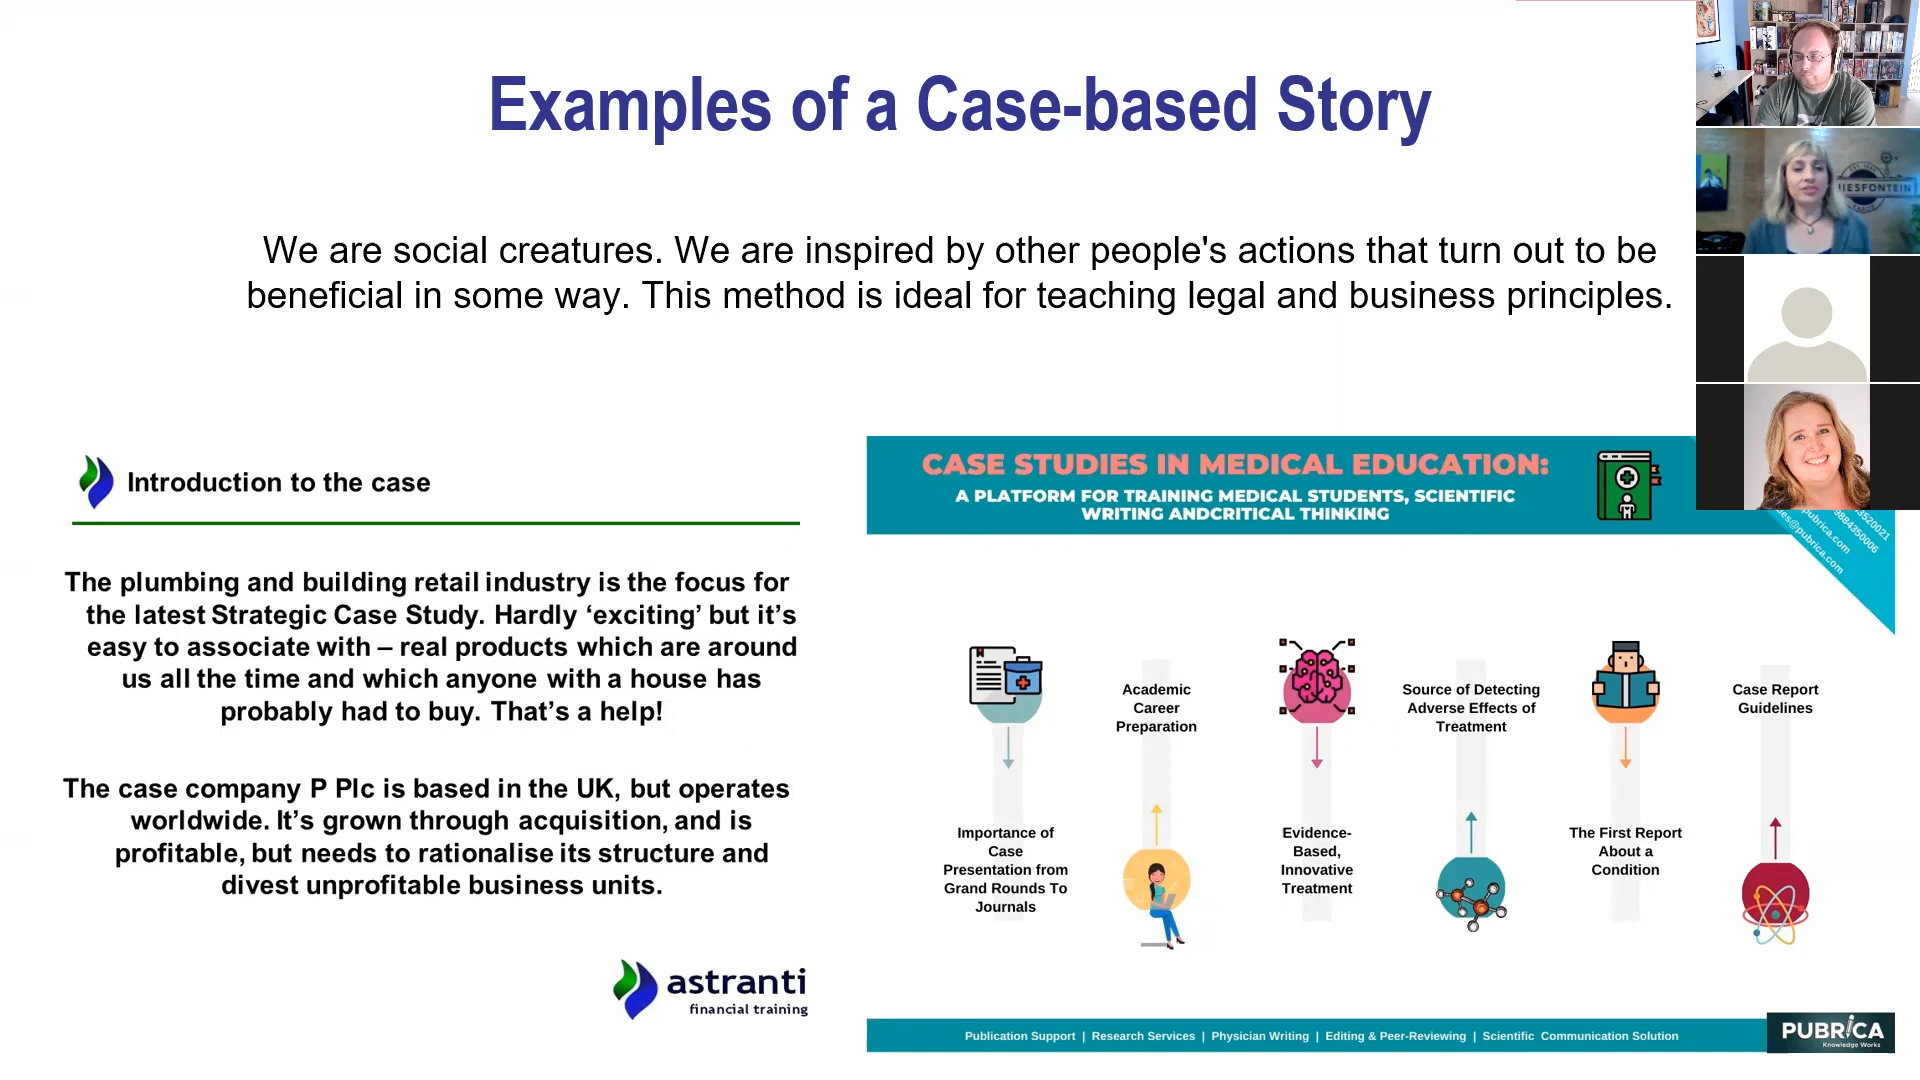 Examples of a Case-based Story
We are social creatures. We are inspired by other people's actions that turn out to be
beneficial in some way. This method is ideal for teaching legal and business principles.
Introduction to the case
The plumbing and building retail industry is the focus for
the latest Strategic Case Study. Hardly ‘exciting’ but it’s
easy to associate with – real products which are around
us all the time and which anyone with a house has
probably had to buy. That’s a help!
The case company P Plc is based in the UK, but operates
worldwide. It’s grown through acquisition, and is
profitable, but needs to rationalise its structure and
divest unprofitable business units.
astranti
financial training
CASE STUDIES IN MEDICAL EDUCATION:
A PLATFORM FOR TRAINING MEDICAL STUDENTS, SCIENTIFIC
WRITING ANDCRITICAL THINKING
pubrica.com
@pubrica.com
Importance of
Case
Presentation from
Grand Rounds To
Journals
Academic
Career
Preparation
Evidence-
Based,
Innovative
Treatment
Source of Detecting
Adverse Effects of
Treatment
The First Report
About a
Condition
Case Report
Guidelines
Publication Support | Research Services | Physician Writing | Editing & Peer-Reviewing | Scientific Communication Solution
PUBRICA
Knowledge Works